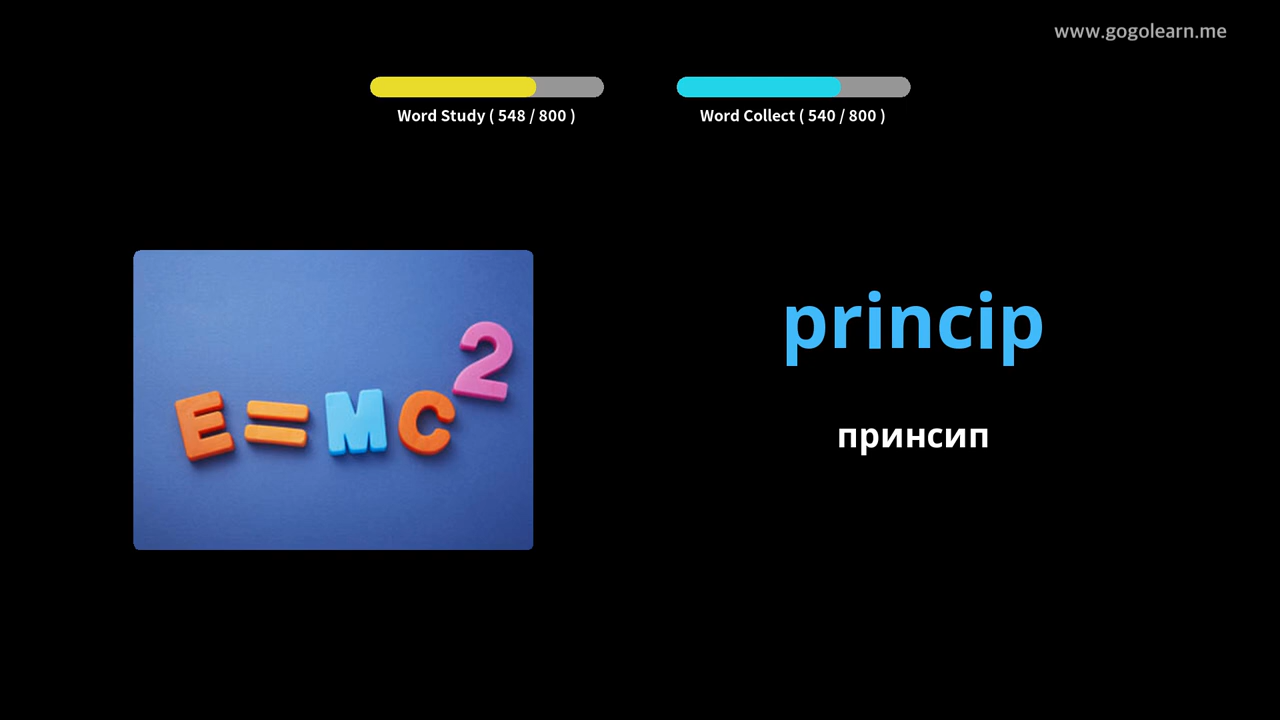 www.gogolearn.me
Word Study ( 548 / 800 )
Word Collect ( 540 / 800 )
E=MC²
princip
принсип